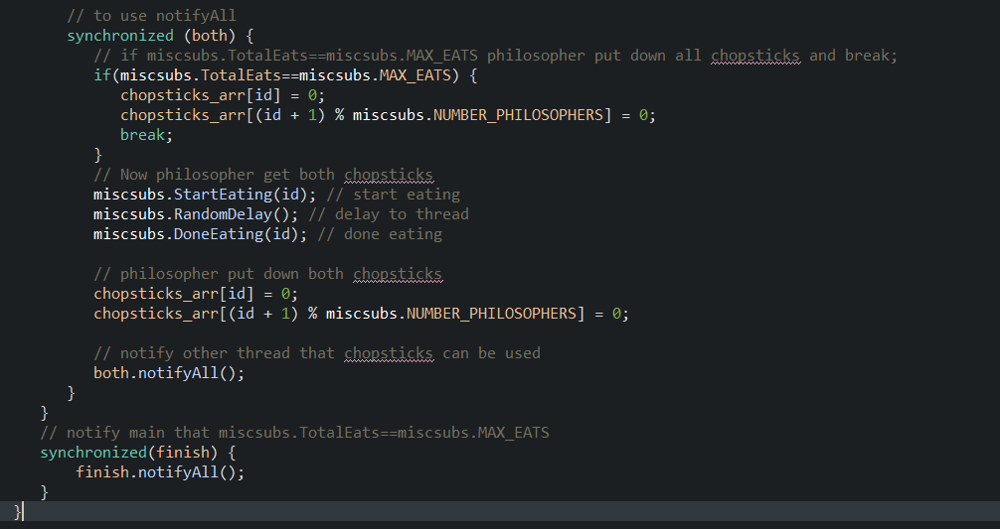 // to use notifyAll
synchronized (both) {
// if miscsubs.TotalEats==miscsubs.MAX_EATS philosopher put down all chopsticks and break;
if(miscsubs.TotalEats==miscsubs.MAX_EATS) {
chopsticks_arr[id] = 0;
chopsticks_arr[(id + 1) % miscsubs.NUMBER_PHILOSOPHERS] = 0;
break;
}
// Now philosopher get both chopsticks
miscsubs.StartEating(id); // start eating
miscsubs.RandomDelay(); // delay to thread
miscsubs.DoneEating(id); // done eating
// philosopher put down both chopsticks
chopsticks_arr[id] = 0;
chopsticks_arr[(id + 1) % miscsubs.NUMBER_PHILOSOPHERS] = 0;
// notify other thread that chopsticks can be used
both.notifyAll();
}
}
// notify main that miscsubs.TotalEats==miscsubs.MAX_EATS
synchronized(finish) {
finish.notifyAll();
}
}